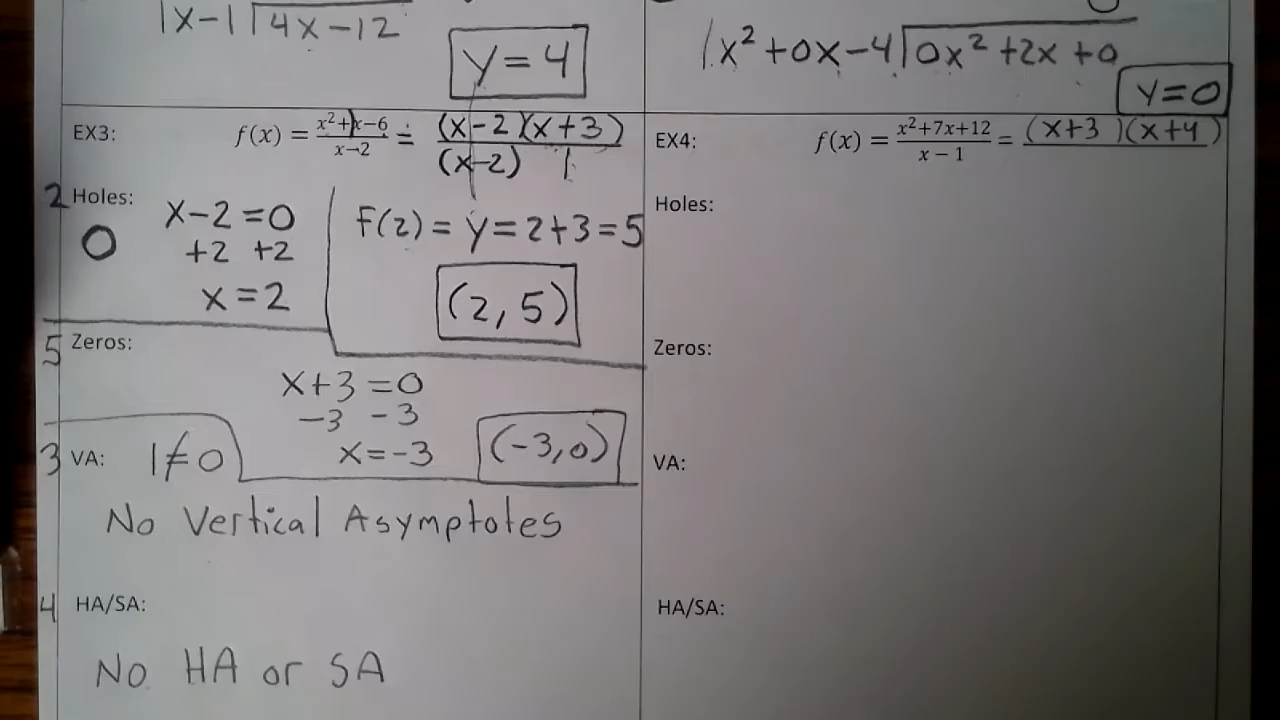 1x-1 4x-12
y=4
1x²+0x-4 0x²+2x+0
y=0
EX3: f(x) = x²+x-6 / x-2 = (x-2)(x+3) / (x-2) 1
2 Holes:
0
x-2=0
+2 +2
x=2
F(2) = y=2+3=5
(2,5)
5 Zeros:
x+3=0
-3 -3
x=-3
(-3,0)
3 VA: 1≠0
No Vertical Asymptotes
4 HA/SA:
No HA or SA
EX4: f(x) = x²+7x+12 / x - 1 = (x+3)(x+4)
Holes:
Zeros:
VA:
HA/SA: